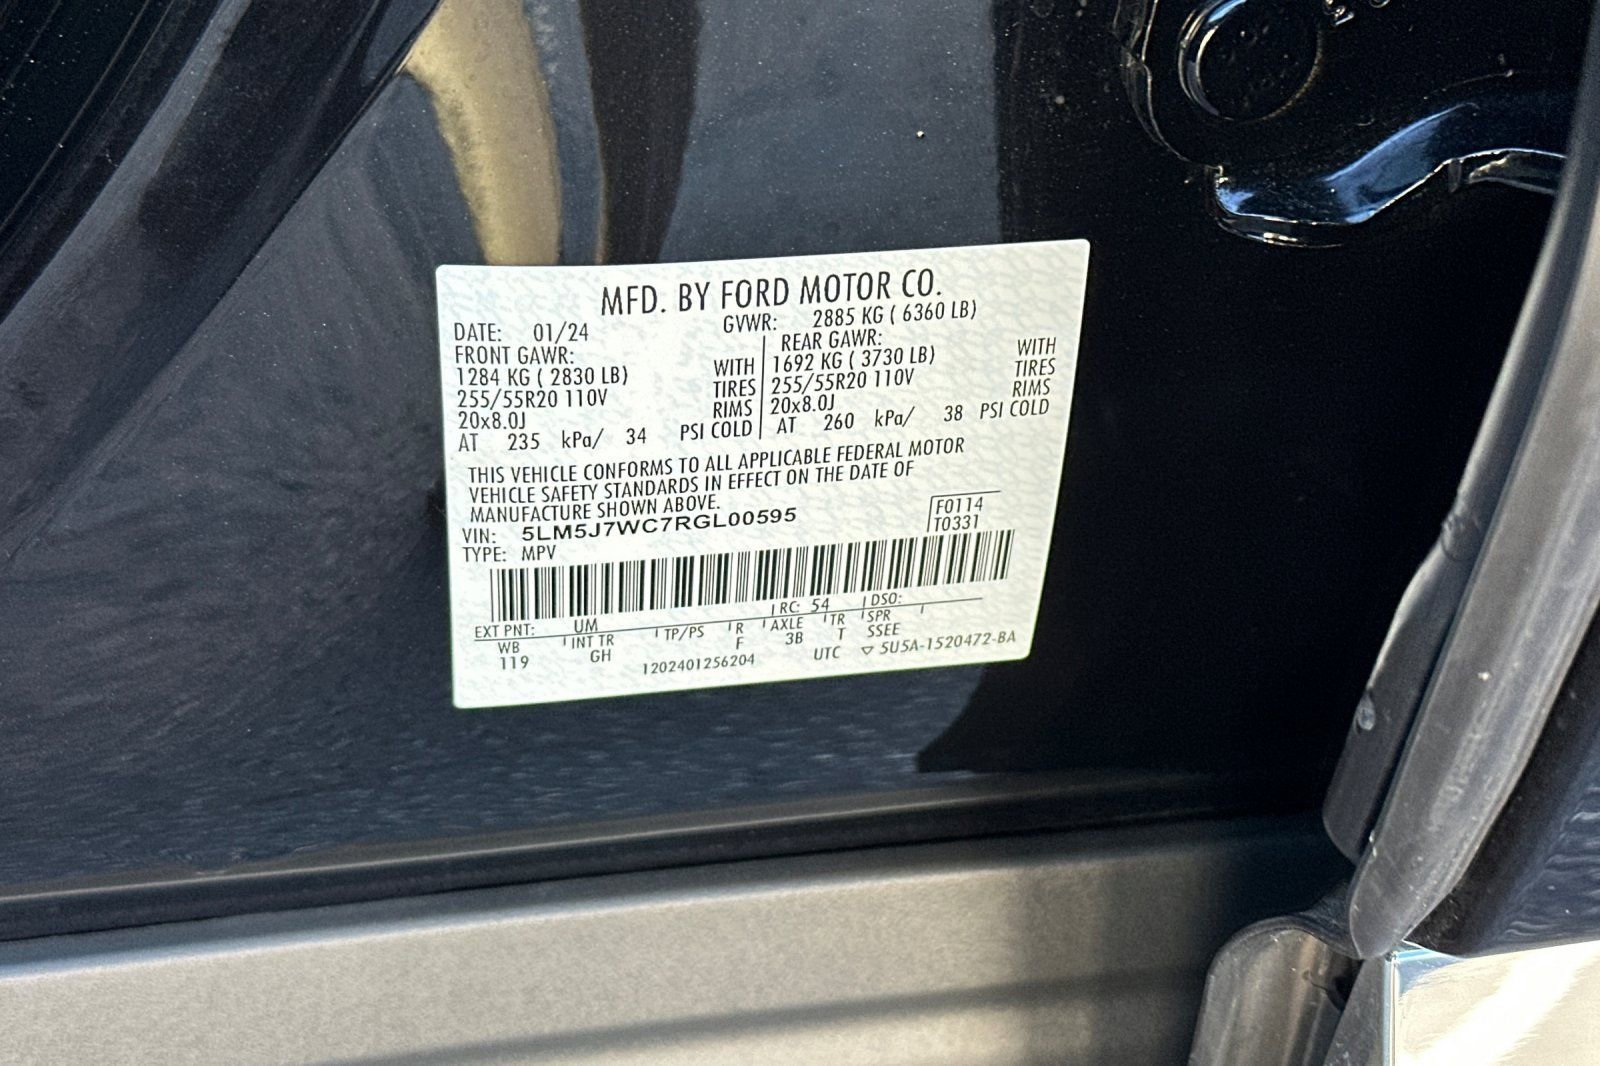 MFD. BY FORD MOTOR CO.
DATE: 01/24 GVWR: 2885 KG ( 6360 LB)
FRONT GAWR: REAR GAWR:
1284 KG ( 2830 LB) WITH 1692 KG ( 3730 LB) WITH
255/55R20 110V TIRES 255/55R20 110V TIRES
20x8.0J RIMS 20x8.0J RIMS
AT 235 kPa/ 34 PSI COLD AT 260 kPa/ 38 PSI COLD
THIS VEHICLE CONFORMS TO ALL APPLICABLE FEDERAL MOTOR
VEHICLE SAFETY STANDARDS IN EFFECT ON THE DATE OF
MANUFACTURE SHOWN ABOVE.
VIN: 5LM5J7WC7RGL00595 F0114
TYPE: MPV T0331
EXT PNT: UM RC: 54 DSO:
WB INT TR TP/PS R AXLE TR SPR
119 GH F 3B T SSEE
1202401256204 UTC ▽ 5U5A-1520472-BA